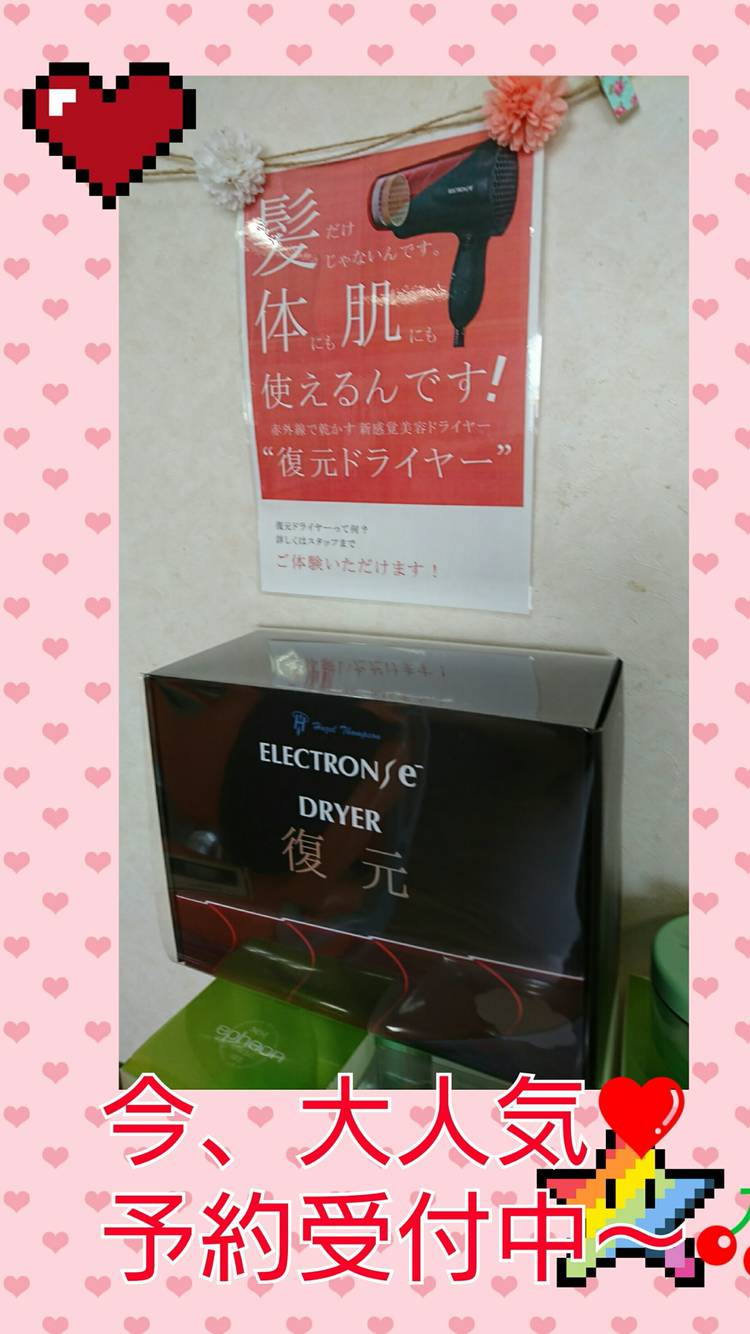 髪だけ
じゃないんです。
体にも肌にも
使えるんです!
赤外線で乾かす 新感覚美容ドライヤー
“復元ドライヤー”
復元ドライヤーって何？
詳しくはスタッフまで
ご体験いただけます！
Hazel Thompson
ELECTRON e⁻
DRYER
復元
epheon
今、大人気
予約受付中〜